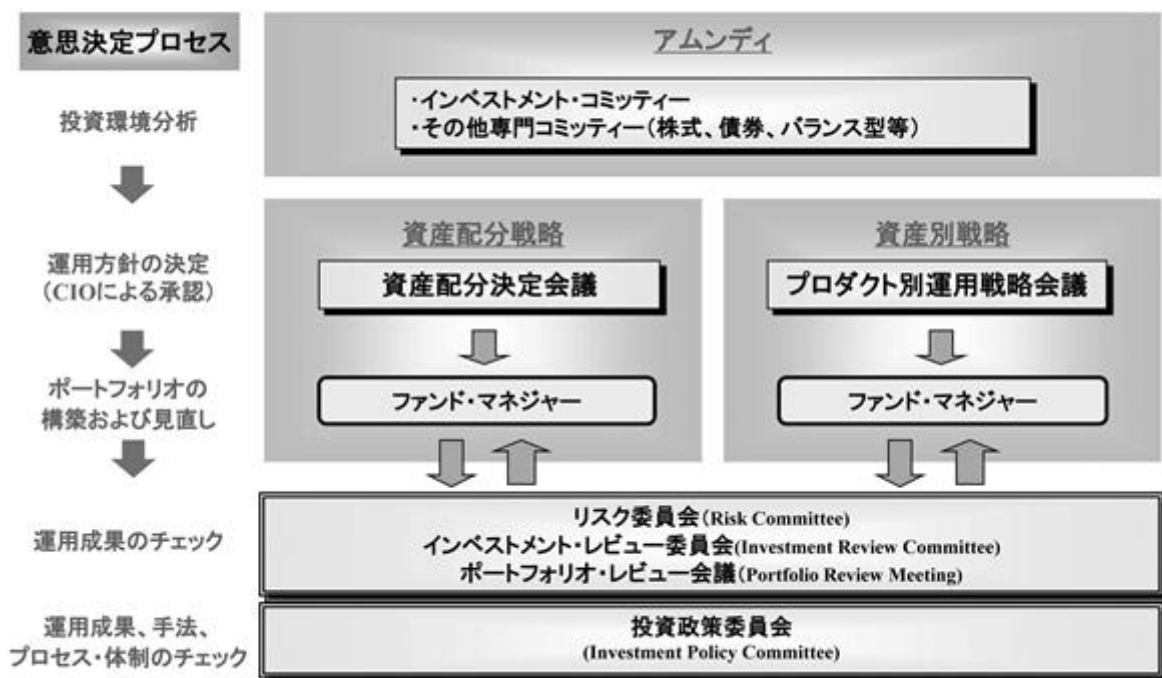 意思決定プロセス
アムンディ
・インベストメント・コミッティー
・その他専門コミッティー(株式、債券、バランス型等)
投資環境分析
資産配分戦略
資産別戦略
運用方針の決定
(CIOによる承認)
資産配分決定会議
プロダクト別運用戦略会議
ポートフォリオの
構築および見直し
ファンド・マネジャー
ファンド・マネジャー
運用成果のチェック
リスク委員会(Risk Committee)
インベストメント・レビュー委員会(Investment Review Committee)
ポートフォリオ・レビュー会議(Portfolio Review Meeting)
運用成果、手法、
プロセス・体制のチェック
投資政策委員会
(Investment Policy Committee)